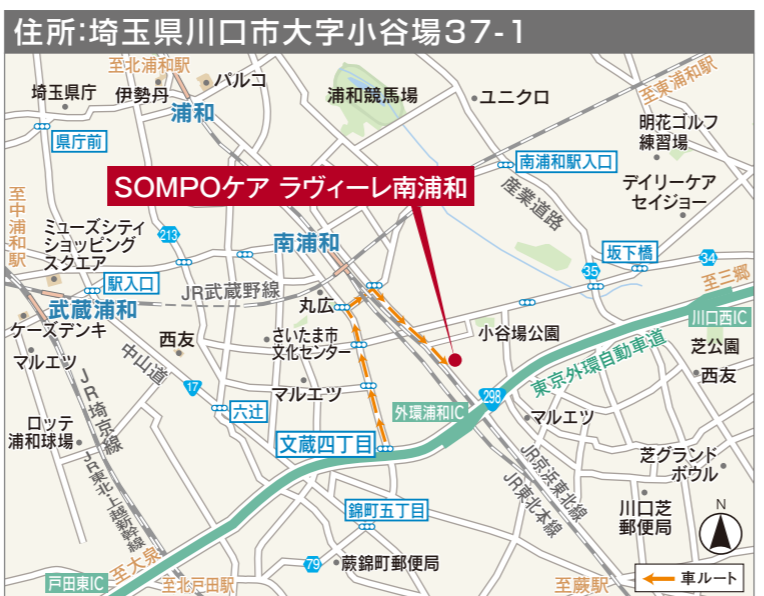 住所:埼玉県川口市大字小谷場37-1
至北浦和駅
パルコ
埼玉県庁
伊勢丹
浦和
浦和競馬場
ユニクロ
至東浦和駅
県庁前
明花ゴルフ
練習場
南浦和駅入口
SOMPOケア ラヴィーレ南浦和
産業道路
デイリーケア
セイジョー
至中浦和駅
ミューズシティ
ショッピング
スクエア
213
南浦和
坂下橋
34
35
至三郷
駅入口
JR武蔵野線
武蔵浦和
丸広
川口西IC
ケーズデンキ
西友
さいたま市
文化センター
小谷場公園
東京外環自動車道
芝公園
マルエツ
中山道
17
マルエツ
298
西友
JR埼京線
六辻
外環浦和IC
マルエツ
ロッテ
浦和球場
文蔵四丁目
芝グランド
ボウル
JR東北・上越新幹線
JR京浜東北線
JR東北本線
錦町五丁目
川口芝
郵便局
N
79
蕨錦町郵便局
戸田東IC
至大泉
至北戸田駅
至蕨駅
車ルート